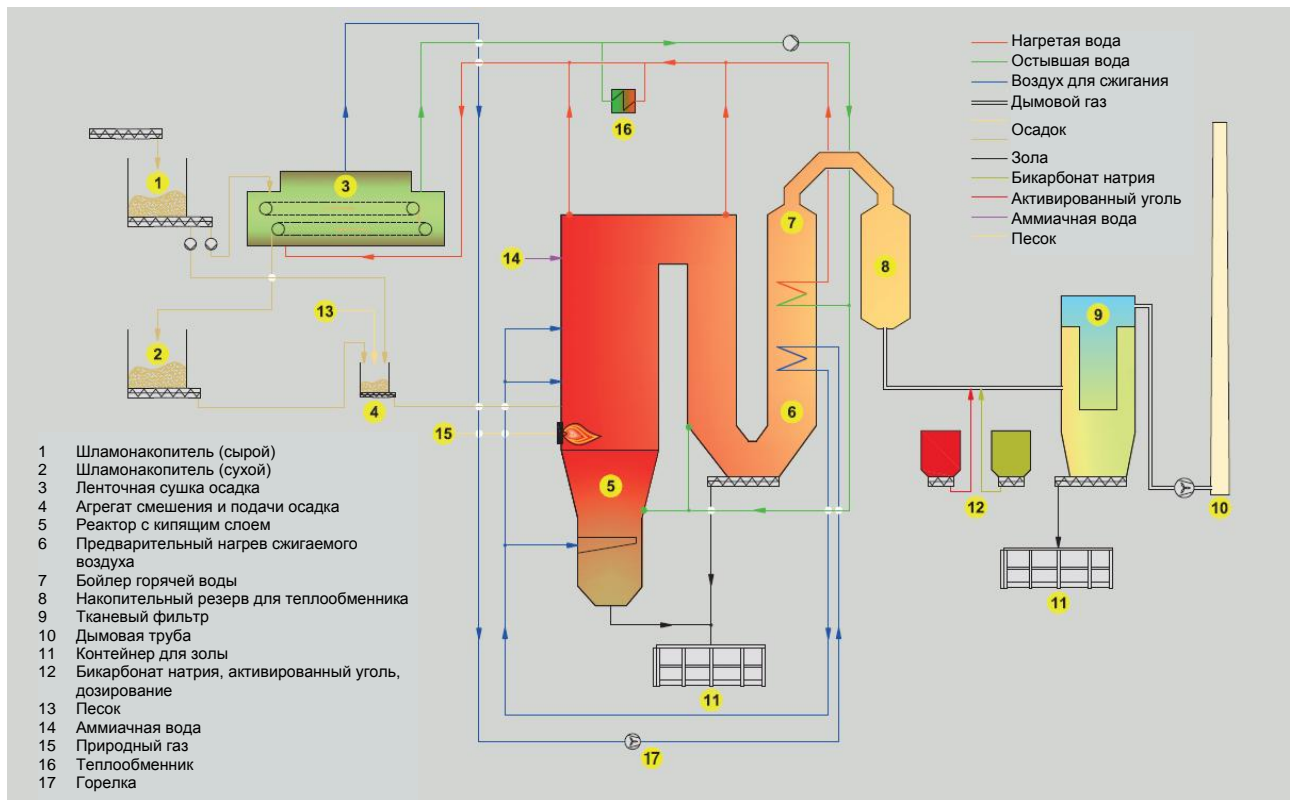 Нагретая вода
Остывшая вода
Воздух для сжигания
Дымовой газ
Осадок
Зола
Бикарбонат натрия
Активированный уголь
Аммиачная вода
Песок
1
2
3
4
5
6
7
8
9
10
11
11
12
13
14
15
16
17
1 Шламонакопитель (сырой)
2 Шламонакопитель (сухой)
3 Ленточная сушка осадка
4 Агрегат смешения и подачи осадка
5 Реактор с кипящим слоем
6 Предварительный нагрев сжигаемого
воздуха
7 Бойлер горячей воды
8 Накопительный резерв для теплообменника
9 Тканевый фильтр
10 Дымовая труба
11 Контейнер для золы
12 Бикарбонат натрия, активированный уголь,
дозирование
13 Песок
14 Аммиачная вода
15 Природный газ
16 Теплообменник
17 Горелка